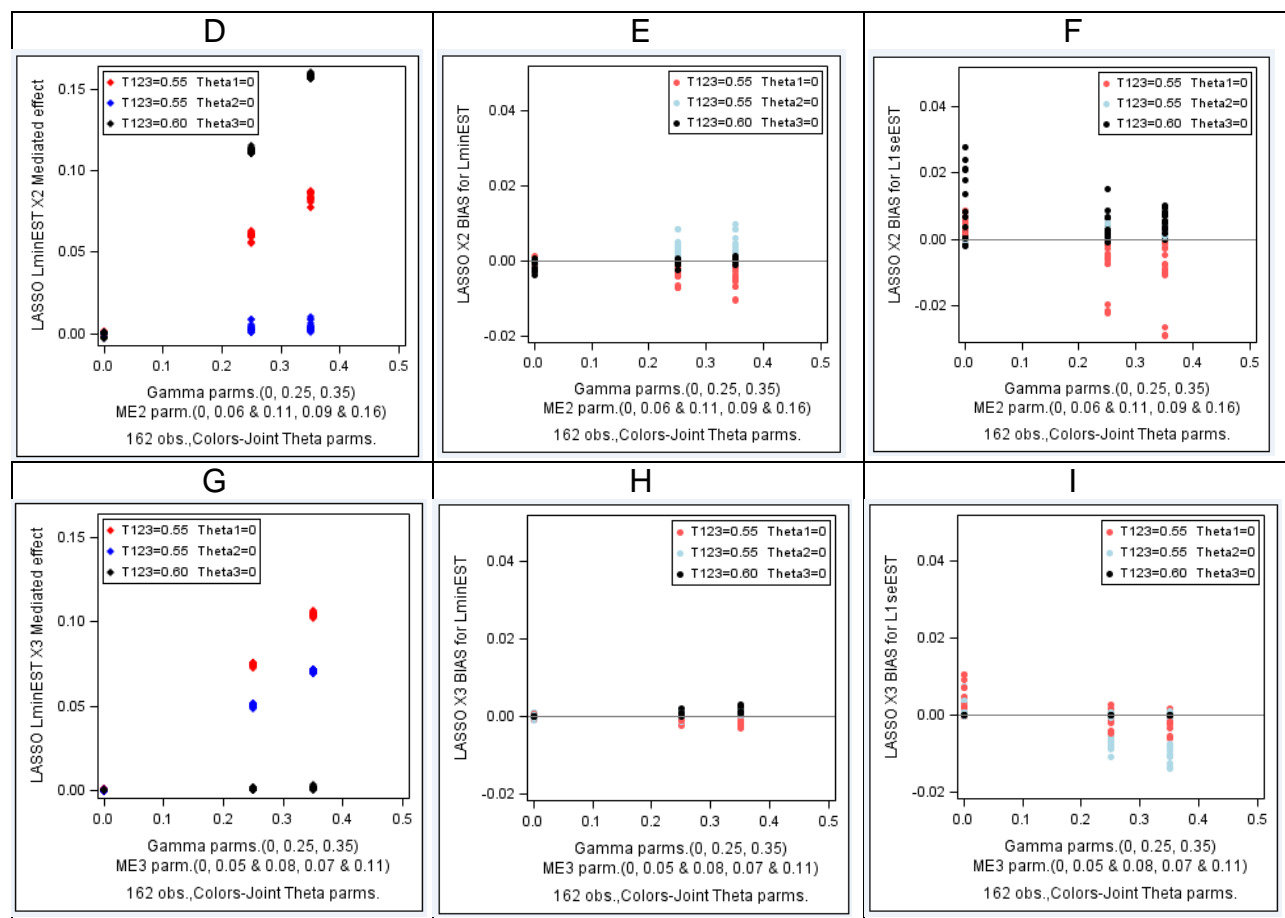 D
LASSO LminEST X2 Mediated effect
T123=0.55 Theta1=0
T123=0.55 Theta2=0
T123=0.60 Theta3=0
0.15
0.10
0.05
0.00
0.0 0.1 0.2 0.3 0.4 0.5
Gamma parms.(0, 0.25, 0.35)
ME2 parm.(0, 0.06 & 0.11, 0.09 & 0.16)
162 obs.,Colors-Joint Theta parms.
E
LASSO X2 BIAS for LminEST
T123=0.55 Theta1=0
T123=0.55 Theta2=0
T123=0.60 Theta3=0
0.04
0.02
0.00
-0.02
0.0 0.1 0.2 0.3 0.4 0.5
Gamma parms.(0, 0.25, 0.35)
ME2 parm.(0, 0.06 & 0.11, 0.09 & 0.16)
162 obs.,Colors-Joint Theta parms.
F
LASSO X2 BIAS for L1seEST
T123=0.55 Theta1=0
T123=0.55 Theta2=0
T123=0.60 Theta3=0
0.04
0.02
0.00
-0.02
0.0 0.1 0.2 0.3 0.4 0.5
Gamma parms.(0, 0.25, 0.35)
ME2 parm.(0, 0.06 & 0.11, 0.09 & 0.16)
162 obs.,Colors-Joint Theta parms.
G
LASSO LminEST X3 Mediated effect
T123=0.55 Theta1=0
T123=0.55 Theta2=0
T123=0.60 Theta3=0
0.15
0.10
0.05
0.00
0.0 0.1 0.2 0.3 0.4 0.5
Gamma parms.(0, 0.25, 0.35)
ME3 parm.(0, 0.05 & 0.08, 0.07 & 0.11)
162 obs.,Colors-Joint Theta parms.
H
LASSO X3 BIAS for LminEST
T123=0.55 Theta1=0
T123=0.55 Theta2=0
T123=0.60 Theta3=0
0.04
0.02
0.00
-0.02
0.0 0.1 0.2 0.3 0.4 0.5
Gamma parms.(0, 0.25, 0.35)
ME3 parm.(0, 0.05 & 0.08, 0.07 & 0.11)
162 obs.,Colors-Joint Theta parms.
I
LASSO X3 BIAS for L1seEST
T123=0.55 Theta1=0
T123=0.55 Theta2=0
T123=0.60 Theta3=0
0.04
0.02
0.00
-0.02
0.0 0.1 0.2 0.3 0.4 0.5
Gamma parms.(0, 0.25, 0.35)
ME3 parm.(0, 0.05 & 0.08, 0.07 & 0.11)
162 obs.,Colors-Joint Theta parms.